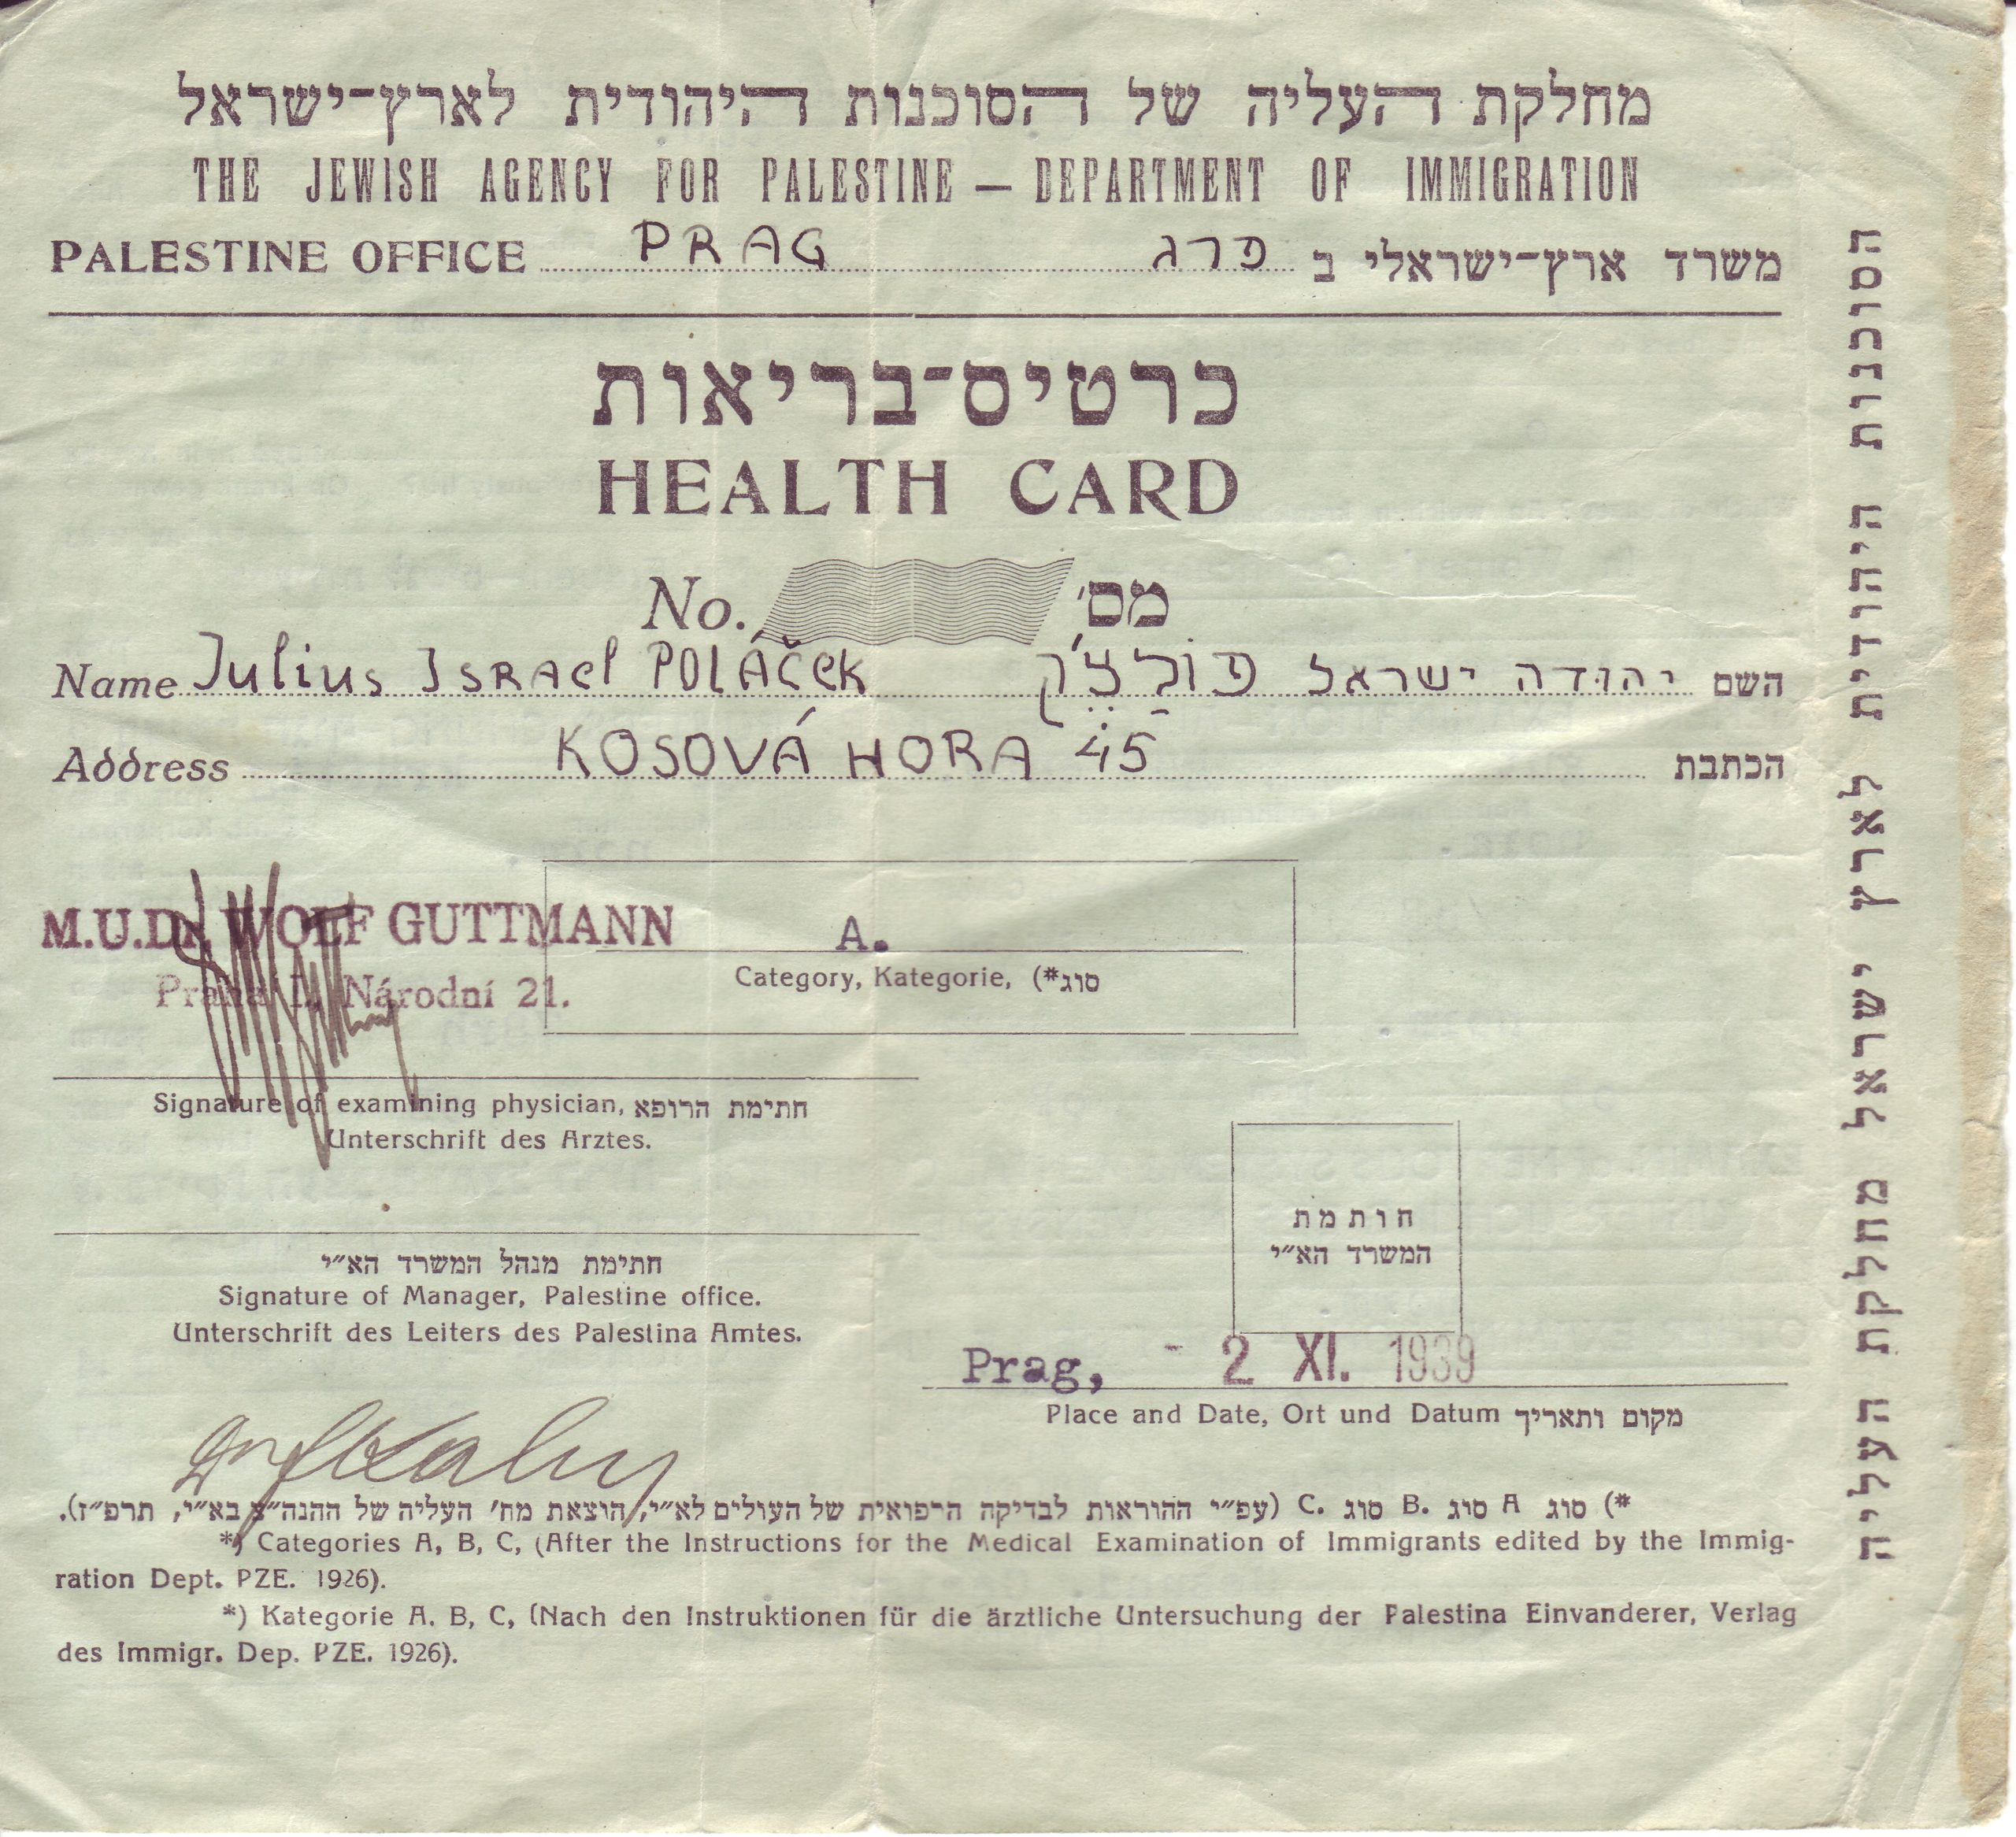 מחלקת העליה של הסוכנות היהודית לארץ־ישראל
THE JEWISH AGENCY FOR PALESTINE — DEPARTMENT OF IMMIGRATION
PALESTINE OFFICE PRAG פרג משרד ארץ־ישראלי ב
כרטיס־בריאות
HEALTH CARD
No. מס׳
Name Julius Israel POLÁČEK השם יהודה ישראל פולצ'ק
Address KOSOVÁ HORA 45 הכתבת
M.U.Dr. WOLF GUTTMANN
Praha I., Národní 21.
A.
Category, Kategorie, (*סוג
Signature of examining physician, חתימת הרופא
Unterschrift des Arztes.
חתימת מנהל המשרד הא״י
Signature of Manager, Palestine office.
Unterschrift des Leiters des Palestina Amtes.
חותמת
המשרד הא״י
Prag, - 2 XI. 1939
Place and Date, Ort und Datum מקום ותאריך
*) סוג A סוג B. סוג C. (עפ״י ההוראות לבדיקה הרפואית של העולים לא״י, הוצאת מח׳ העליה של ההנה״צ בא״י, תרפ״ז).
*) Categories A, B, C, (After the Instructions for the Medical Examination of Immigrants edited by the Immig-
ration Dept. PZE. 1926).
*) Kategorie A. B, C, (Nach den Instruktionen für die ärztliche Untersuchung der Palestina Einvanderer, Verlag
des Immigr. Dep. PZE. 1926).
הסוכנות היהודית לארץ ישראל מחלקת העליה